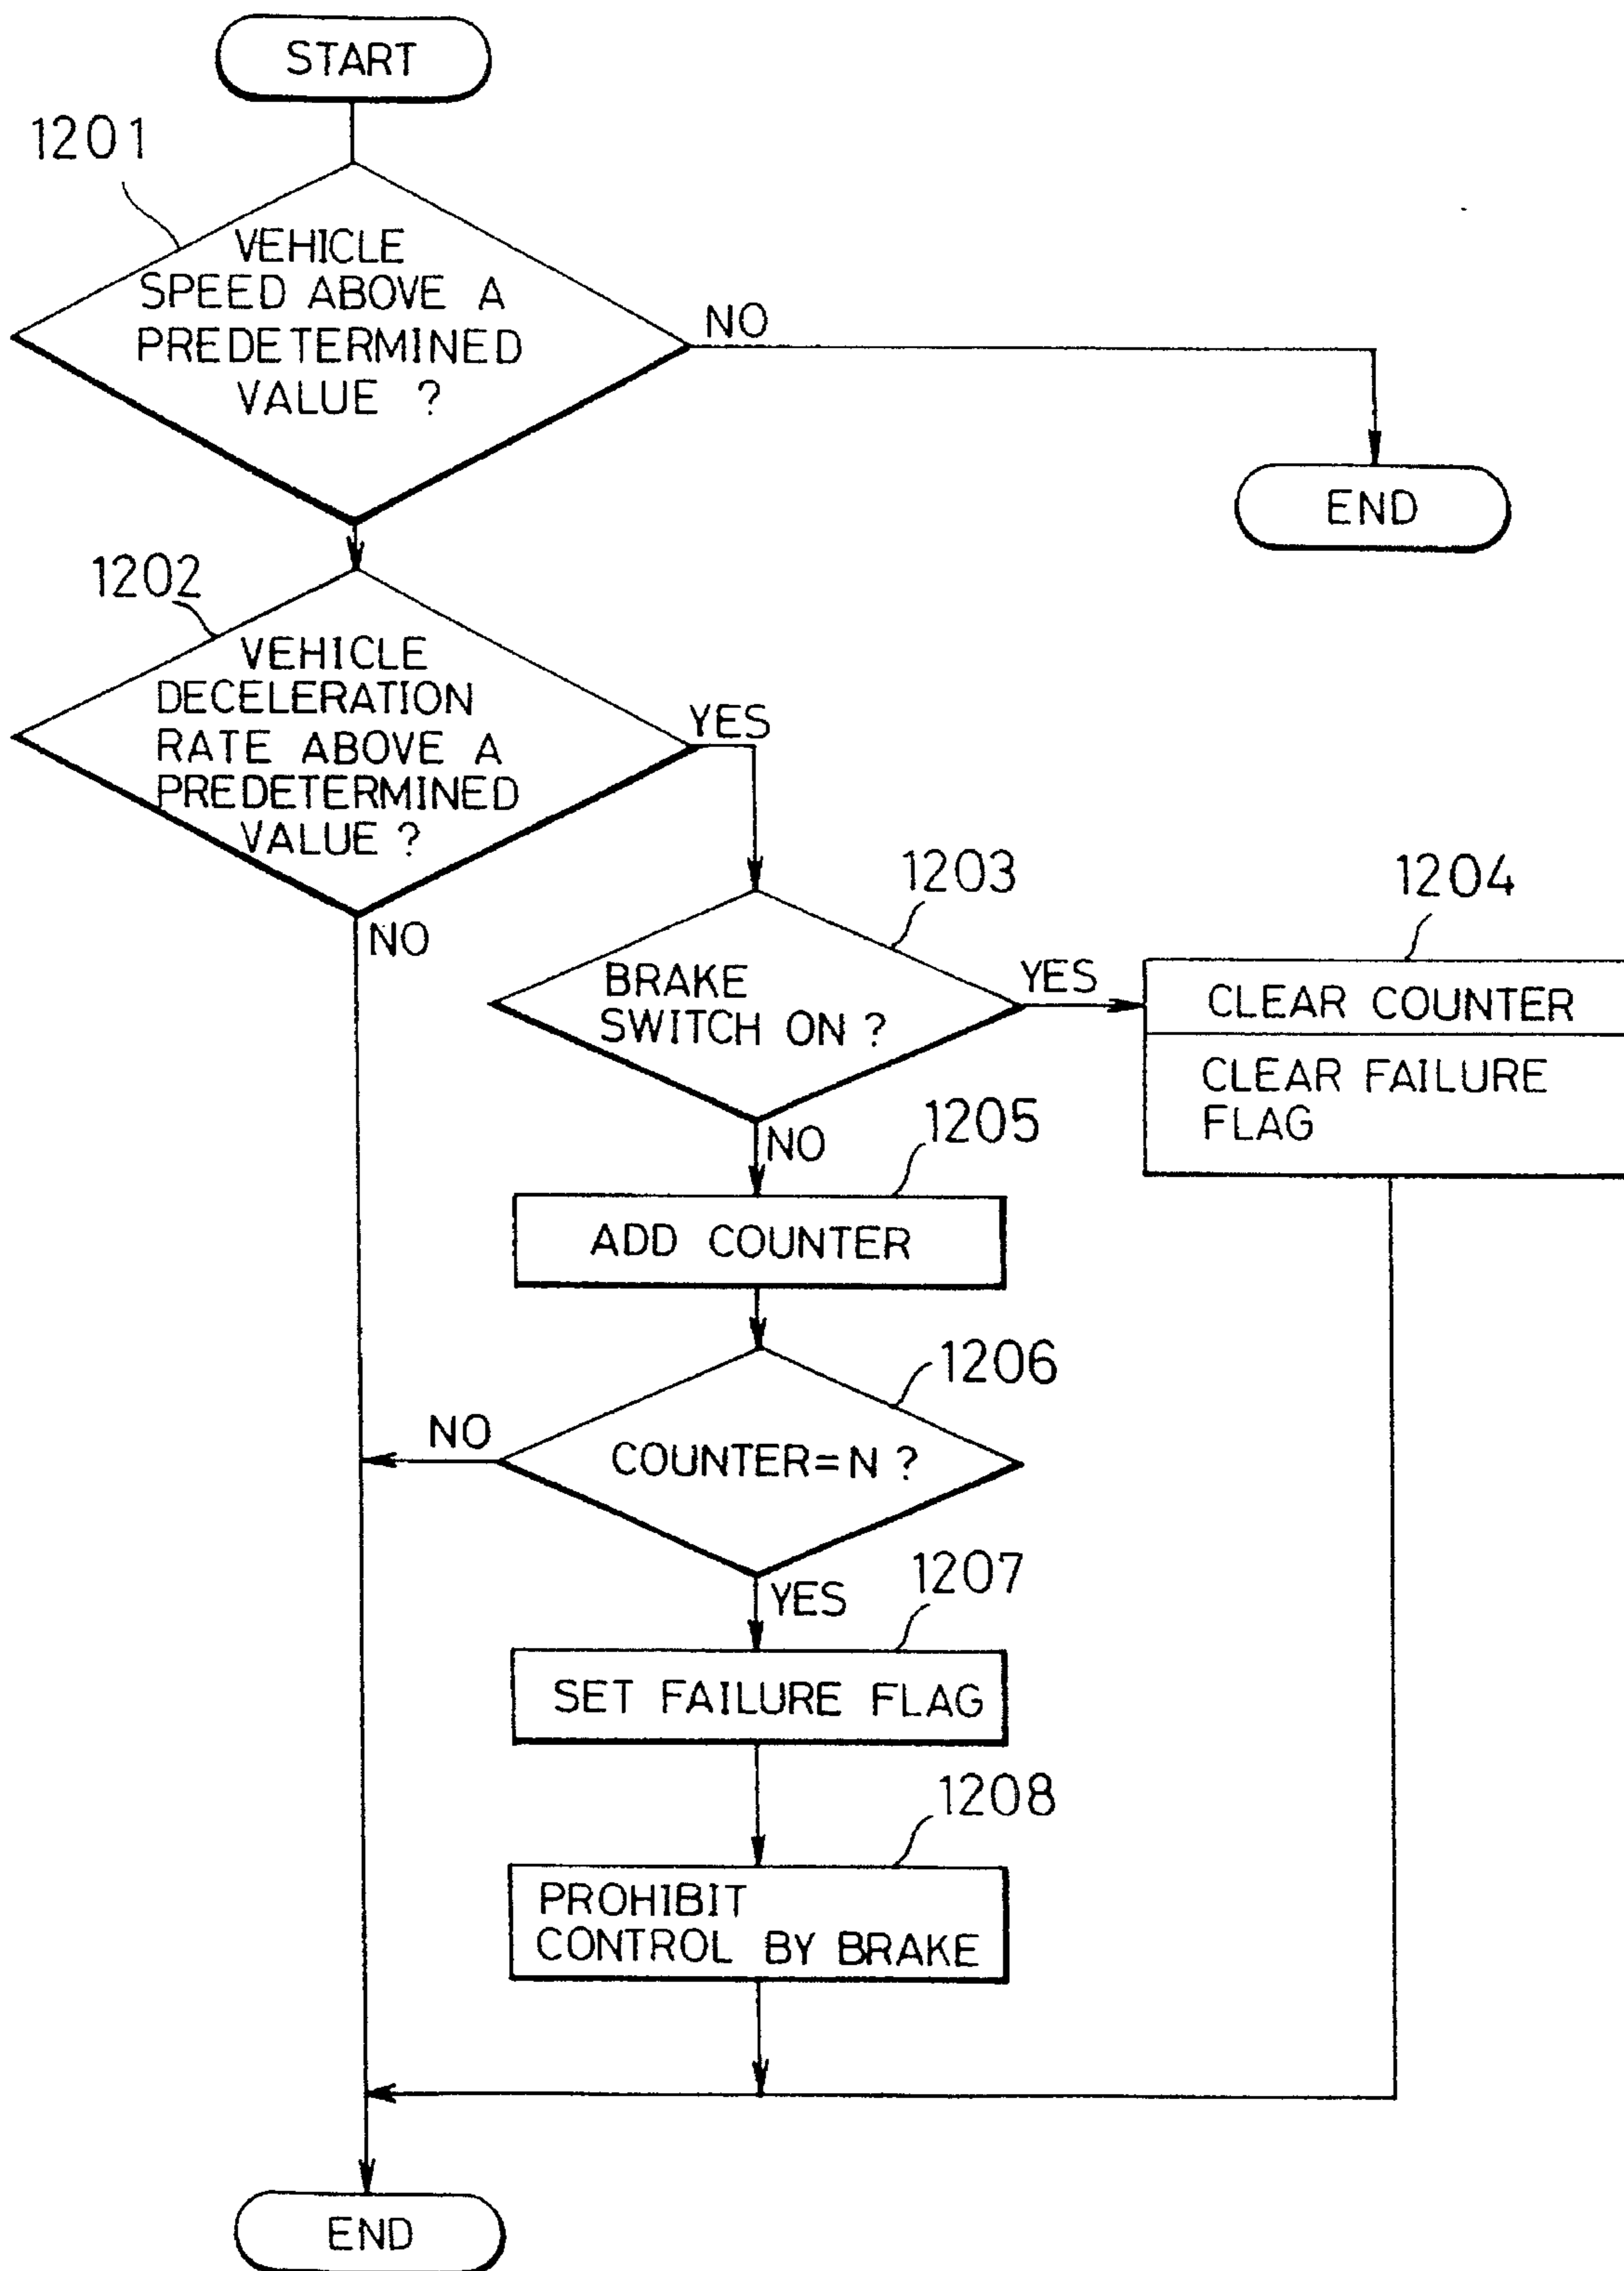 START
1201
VEHICLE
SPEED ABOVE A
PREDETERMINED
VALUE ?
NO
END
1202
VEHICLE
DECELERATION
RATE ABOVE A
PREDETERMINED
VALUE ?
YES
NO
1203
BRAKE
SWITCH ON ?
YES
1204
CLEAR COUNTER
CLEAR FAILURE
FLAG
NO
1205
ADD COUNTER
1206
COUNTER=N ?
NO
YES
1207
SET FAILURE FLAG
1208
PROHIBIT
CONTROL BY BRAKE
END